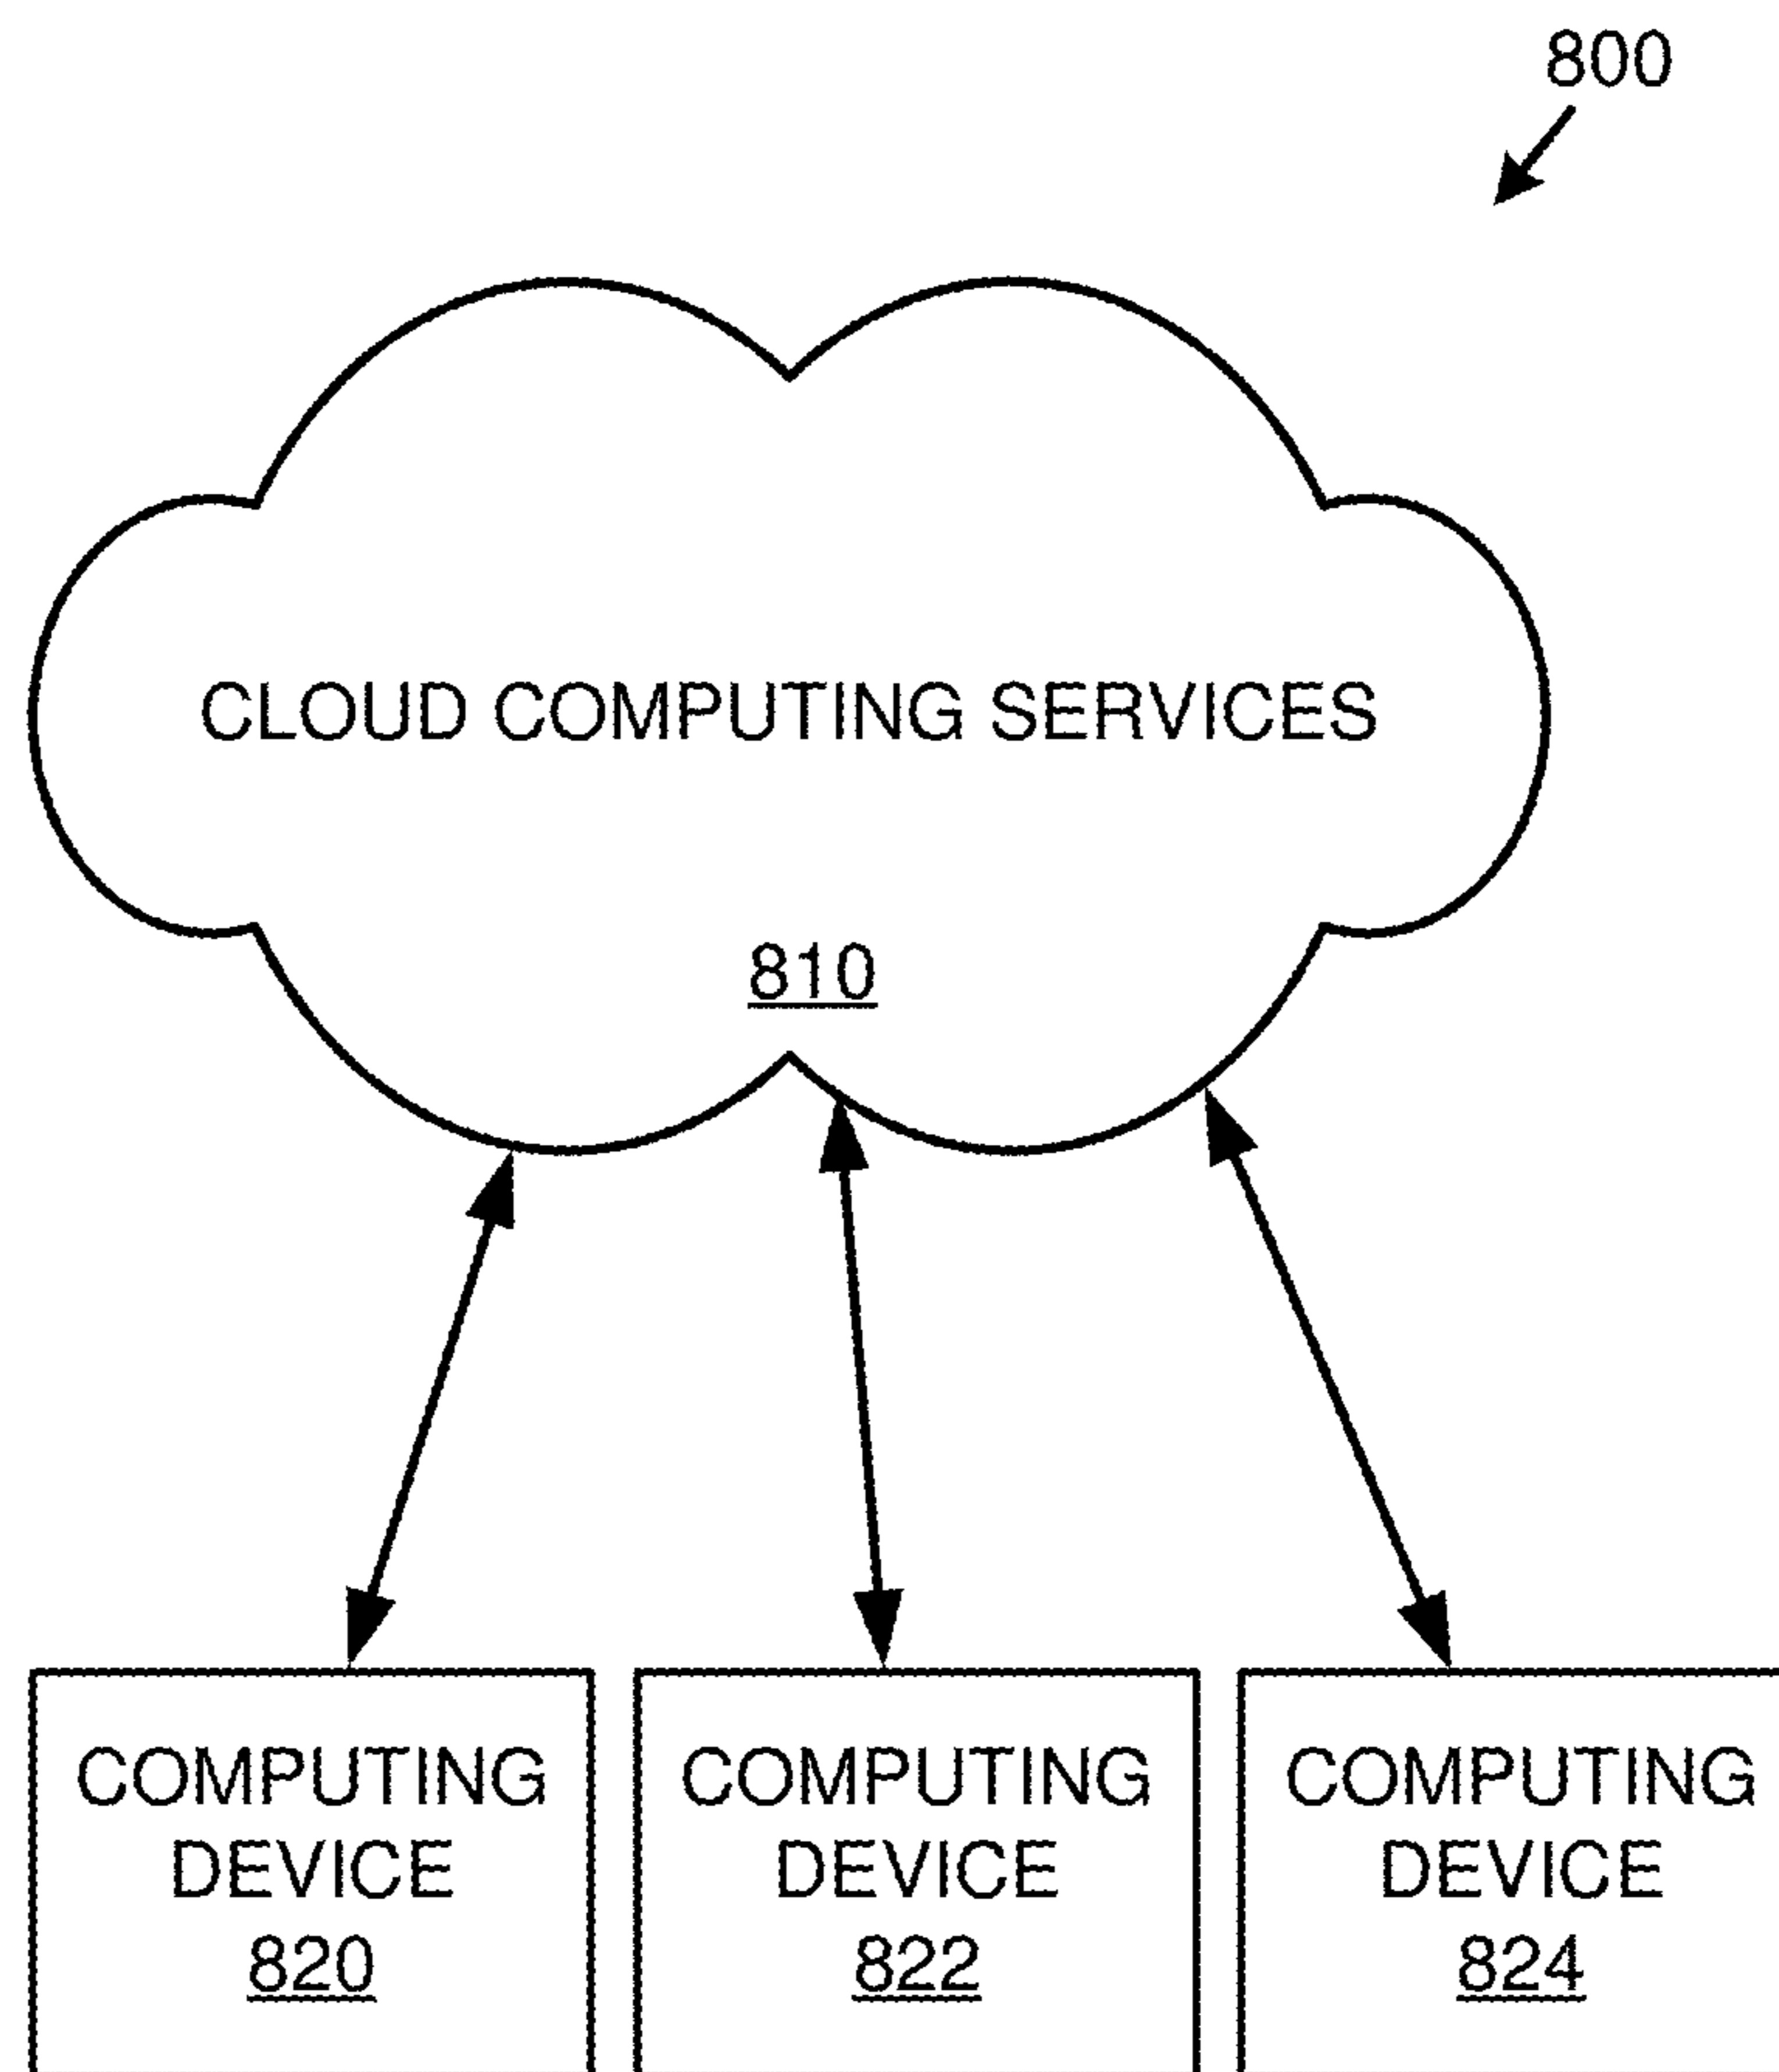 800
CLOUD COMPUTING SERVICES
810
COMPUTING
DEVICE
820
COMPUTING
DEVICE
822
COMPUTING
DEVICE
824